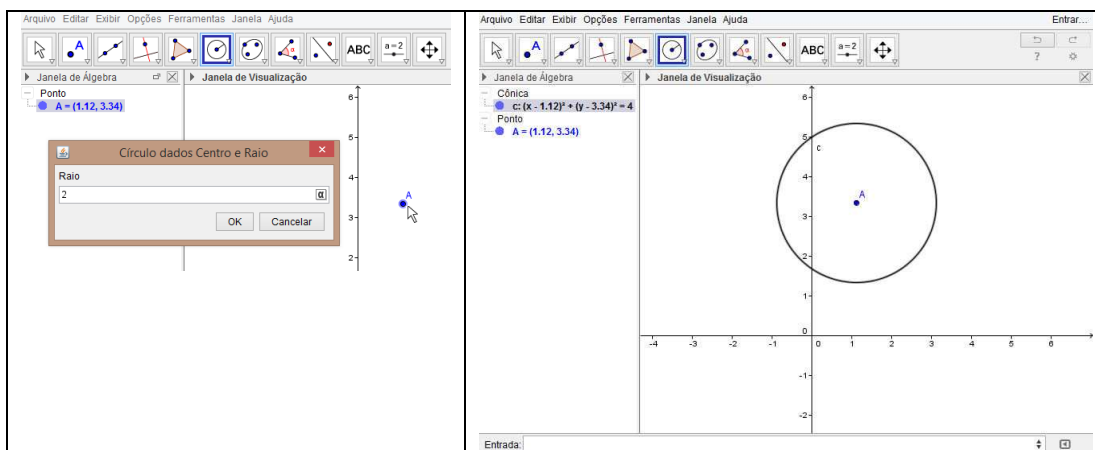 Arquivo Editar Exibir Opções Ferramentas Janela Ajuda
A
α
ABC
a=2
Janela de Álgebra
Janela de Visualização
Ponto
A = (1.12, 3.34)
Círculo dados Centro e Raio
Raio
2
α
OK Cancelar
6
5
4
3
2
A
Arquivo Editar Exibir Opções Ferramentas Janela Ajuda Entrar...
A
α
ABC
a=2
?
Janela de Álgebra
Janela de Visualização
Cônica
c: (x - 1.12)² + (y - 3.34)² = 4
Ponto
A = (1.12, 3.34)
6
5
c
4
A
3
2
1
0
-4 -3 -2 -1 0 1 2 3 4 5 6
-1
-2
Entrada: